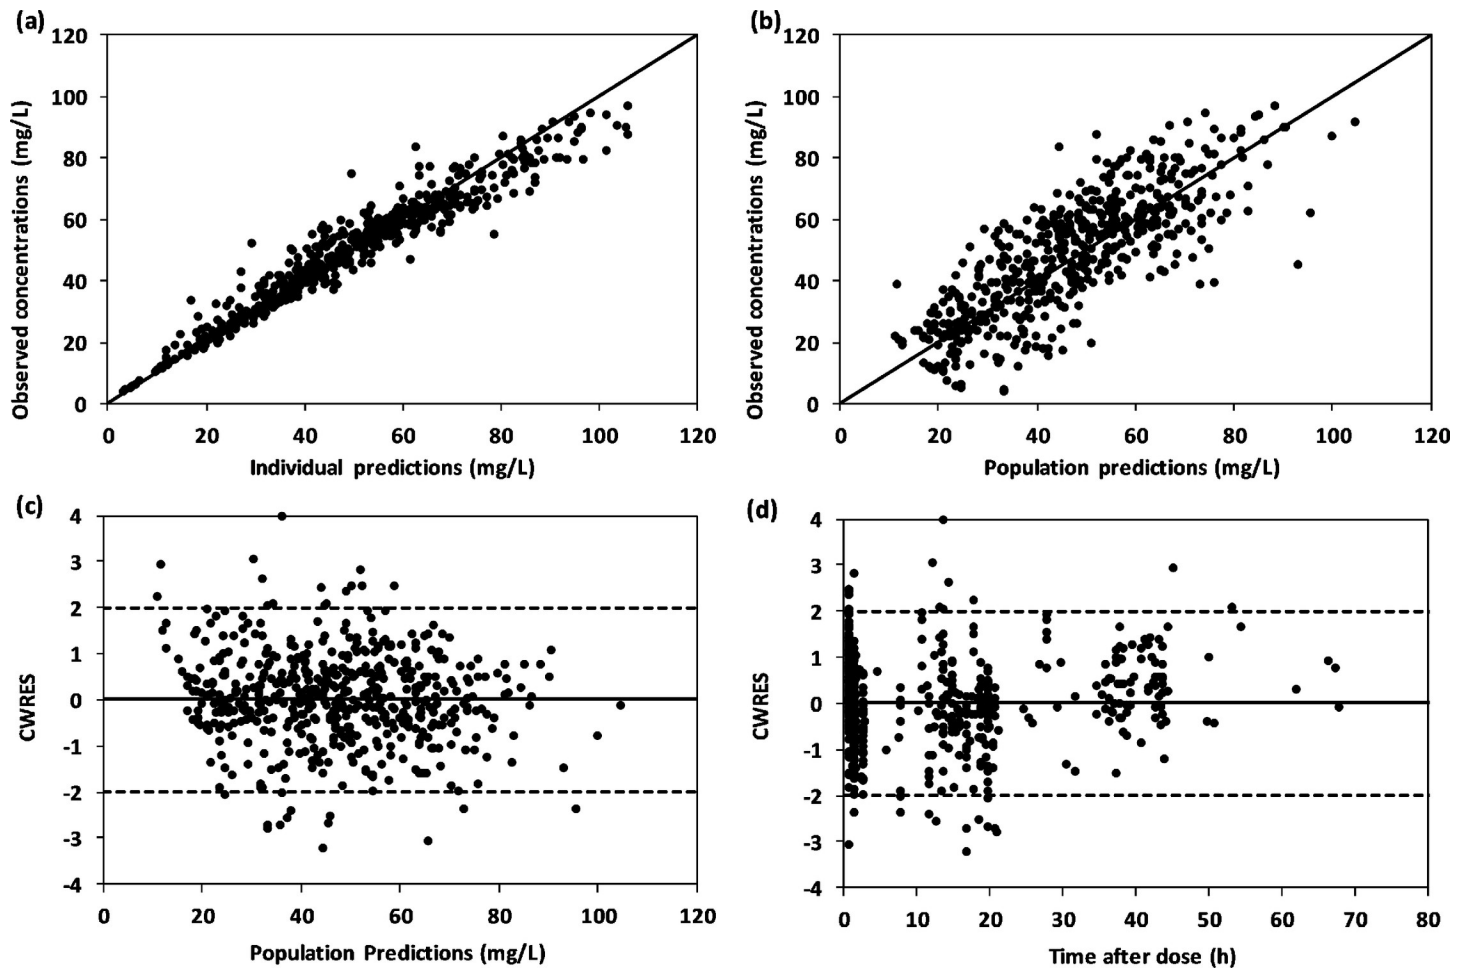 (a)
120
100
80
60
40
20
0
Observed concentrations (mg/L)
0 20 40 60 80 100 120
Individual predictions (mg/L)
(b)
120
100
80
60
40
20
0
Observed concentrations (mg/L)
0 20 40 60 80 100 120
Population predictions (mg/L)
(c)
4
3
2
1
0
-1
-2
-3
-4
CWRES
0 20 40 60 80 100 120
Population Predictions (mg/L)
(d)
4
3
2
1
0
-1
-2
-3
-4
CWRES
0 10 20 30 40 50 60 70 80
Time after dose (h)